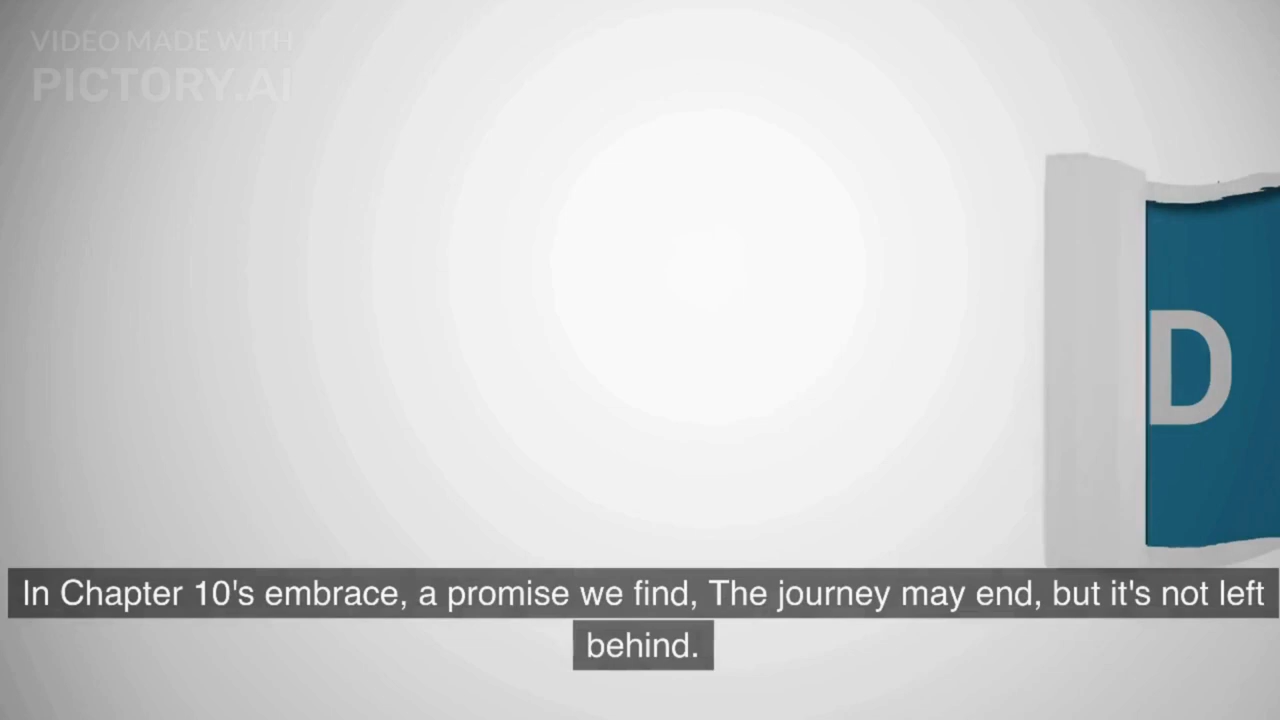 VIDEO MADE WITH
PICTORY.AI
D
In Chapter 10's embrace, a promise we find, The journey may end, but it's not left
behind.